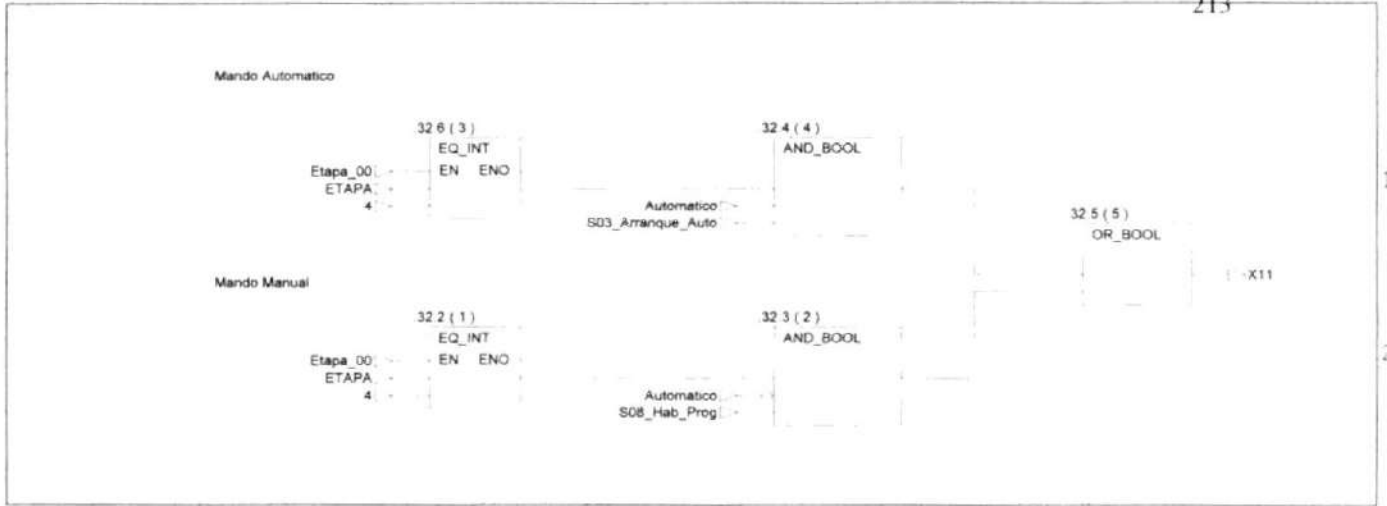 213
Mando Automatico
32 6 ( 3 )
EQ_INT
EN ENO
Etapa_00
ETAPA
4
32 4 ( 4 )
AND_BOOL
Automatico
S03_Arranque_Auto
1
32 5 ( 5 )
OR_BOOL
X11
Mando Manual
32 2 ( 1 )
EQ_INT
EN ENO
Etapa_00
ETAPA
4
32 3 ( 2 )
AND_BOOL
Automatico
S08_Hab_Prog
2